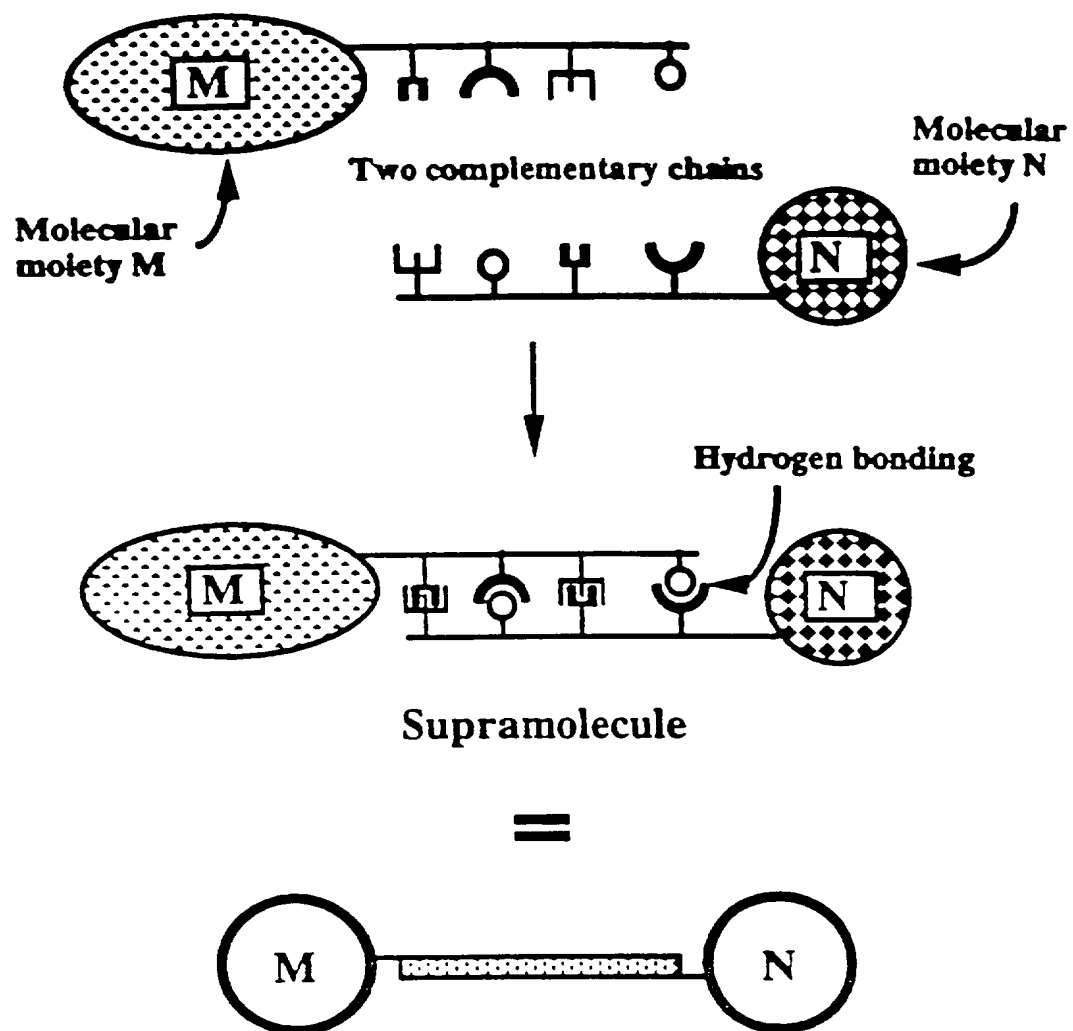 M
Molecular
moiety N
Two complementary chains
Molecular
moiety M
N
Hydrogen bonding
M
N
Supramolecule
=
M
N